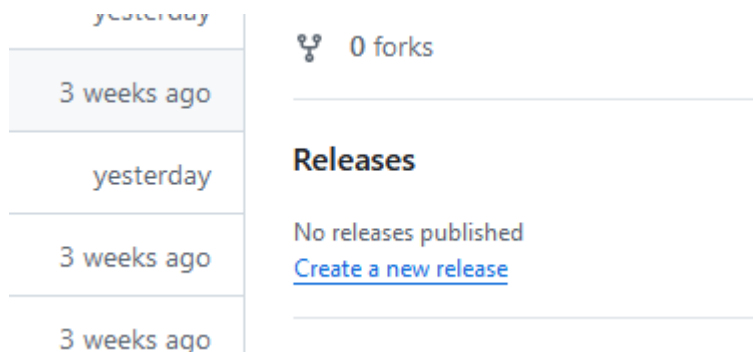 yesterday
3 weeks ago
yesterday
3 weeks ago
3 weeks ago
0 forks
Releases
No releases published
Create a new release